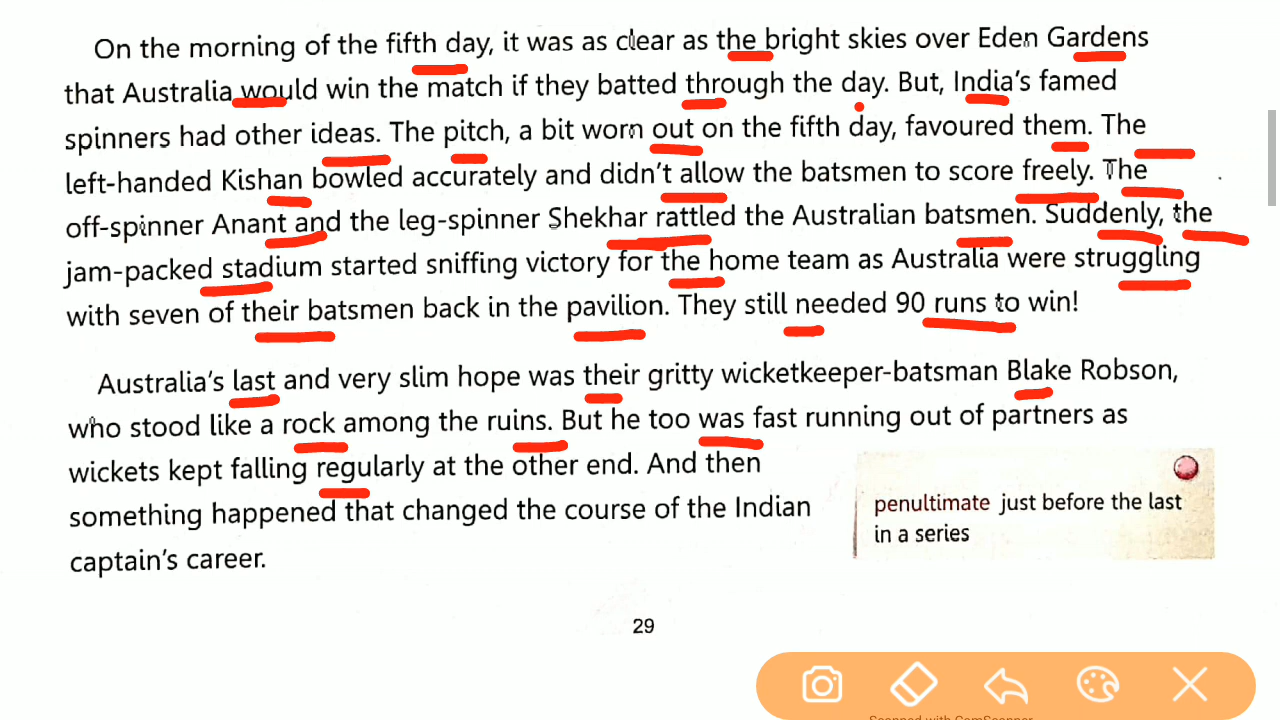 On the morning of the fifth day, it was as clear as the bright skies over Eden Gardens
that Australia would win the match if they batted through the day. But, India's famed
spinners had other ideas. The pitch, a bit worn out on the fifth day, favoured them. The
left-handed Kishan bowled accurately and didn't allow the batsmen to score freely. The
off-spinner Anant and the leg-spinner Shekhar rattled the Australian batsmen. Suddenly, the
jam-packed stadium started sniffing victory for the home team as Australia were struggling
with seven of their batsmen back in the pavilion. They still needed 90 runs to win!
Australia's last and very slim hope was their gritty wicketkeeper-batsman Blake Robson,
who stood like a rock among the ruins. But he too was fast running out of partners as
wickets kept falling regularly at the other end. And then
something happened that changed the course of the Indian
captain's career.
penultimate just before the last
in a series
29
Scanned with CamScanner